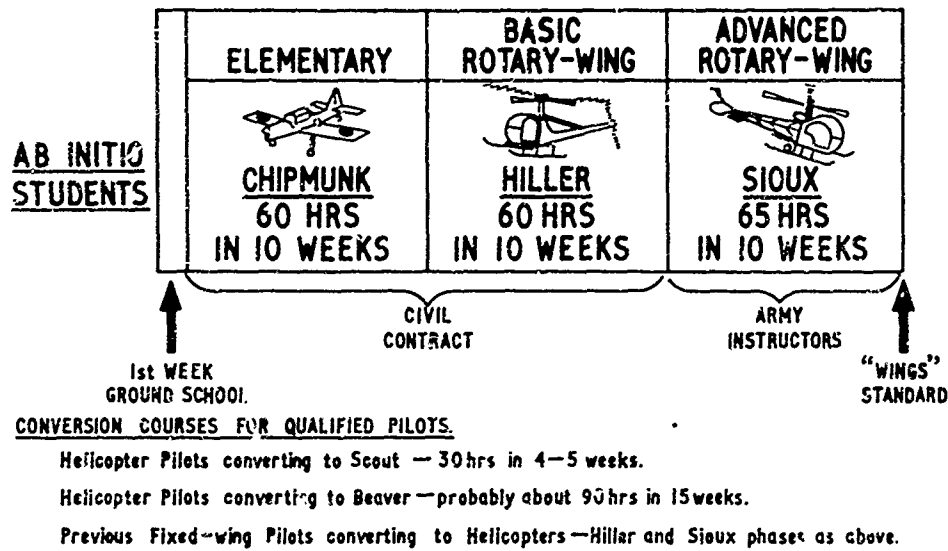 ELEMENTARY
BASIC
ROTARY-WING
ADVANCED
ROTARY-WING
AB INITIO
STUDENTS
CHIPMUNK
60 HRS
IN 10 WEEKS
HILLER
60 HRS
IN 10 WEEKS
SIOUX
65 HRS
IN 10 WEEKS
CIVIL
CONTRACT
ARMY
INSTRUCTORS
1st WEEK
GROUND SCHOOL.
"WINGS"
STANDARD
CONVERSION COURSES FOR QUALIFIED PILOTS.
Helicopter Pilots converting to Scout — 30hrs in 4—5 weeks.
Helicopter Pilots converting to Beaver — probably about 90hrs in 15weeks.
Previous Fixed-wing Pilots converting to Helicopters — Hiller and Sioux phases as above.